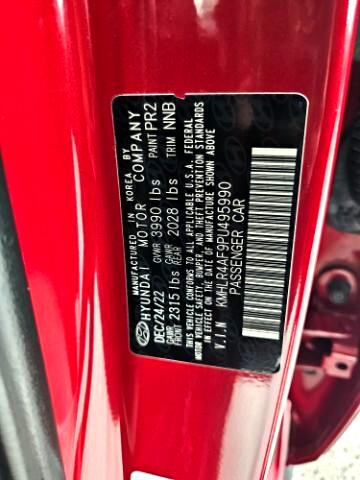 MANUFACTURED IN KOREA BY
HYUNDAI MOTOR COMPANY
DEC/24/22 GVWR 3990 lbs PAINT PR2
GAWR FRONT 2315 lbs GAWR REAR 2028 lbs TRIM NNB
THIS VEHICLE CONFORMS TO ALL APPLICABLE U.S.A. FEDERAL
MOTOR VEHICLE SAFETY, BUMPER, AND THEFT PREVENTION STANDARDS
IN EFFECT ON THE DATE OF MANUFACTURE SHOWN ABOVE
V.I.N KMHLR4AF9PU495990
PASSENGER CAR